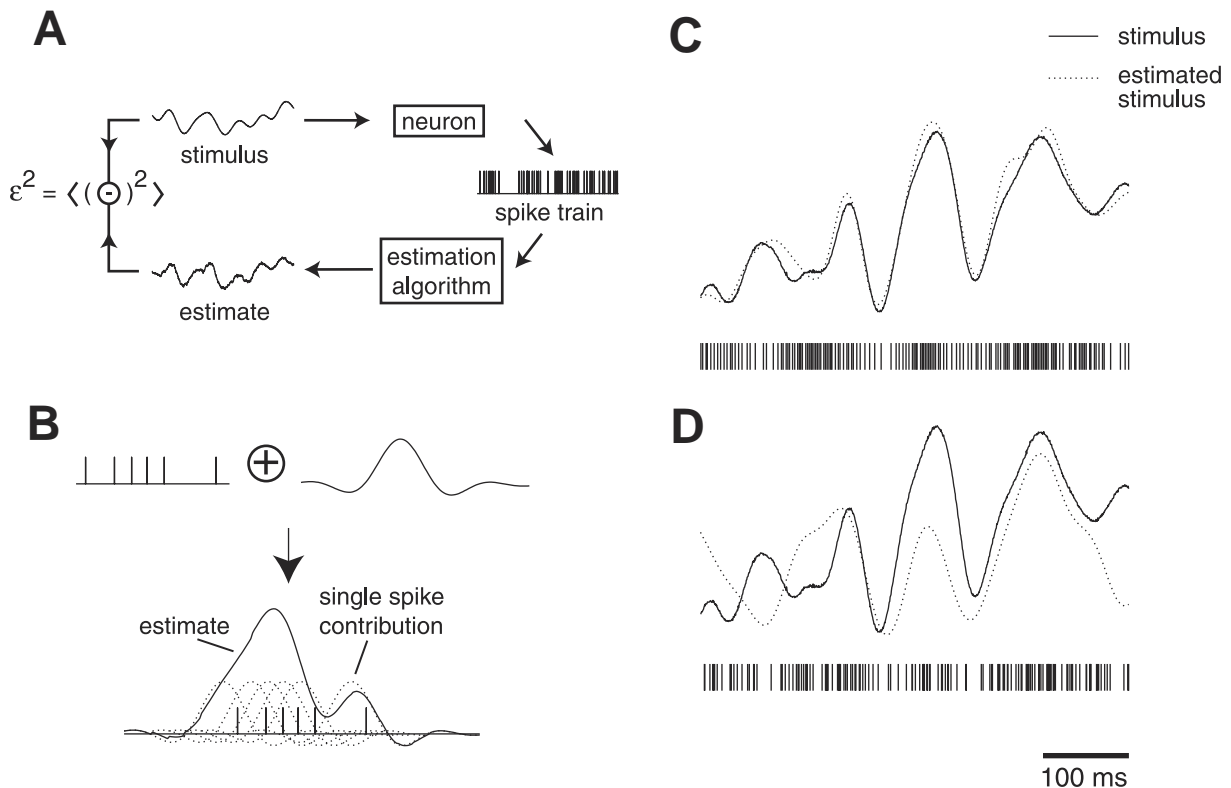 A
stimulus
neuron
ε² = ⟨( - )²⟩
spike train
estimation
algorithm
estimate
B
estimate
single spike
contribution
C
stimulus
estimated
stimulus
D
100 ms